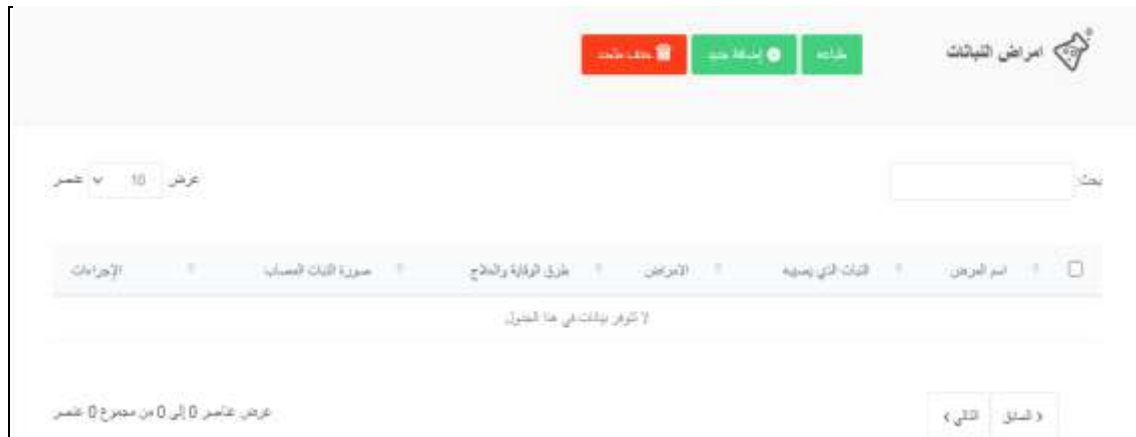 امراض النباتات
طباعة
إضافة جديد
حذف متعدد
بحث:
عرض 10 عنصر
اسم المرض
النبات الذي يصيبه
الأعراض
طرق الوقاية والعلاج
صورة النبات المصاب
الإجراءات
لا تتوفر بيانات في هذا الجدول
السابق
التالي
عرض عناصر 0 إلى 0 من مجموع 0 عنصر